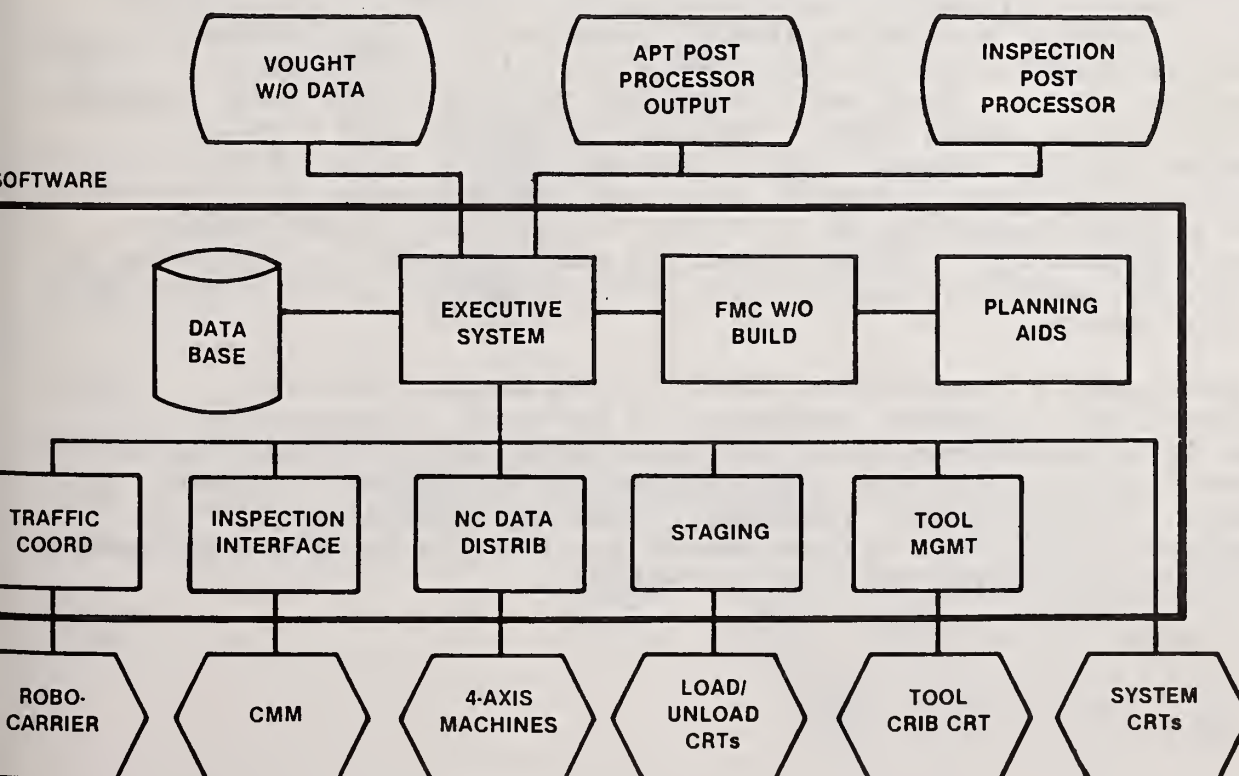 VOUGHT
W/O DATA
APT POST
PROCESSOR
OUTPUT
INSPECTION
POST
PROCESSOR
SOFTWARE
DATA
BASE
EXECUTIVE
SYSTEM
FMC W/O
BUILD
PLANNING
AIDS
TRAFFIC
COORD
INSPECTION
INTERFACE
NC DATA
DISTRIB
STAGING
TOOL
MGMT
ROBO-
CARRIER
CMM
4-AXIS
MACHINES
LOAD/
UNLOAD
CRTs
TOOL
CRIB CRT
SYSTEM
CRTs